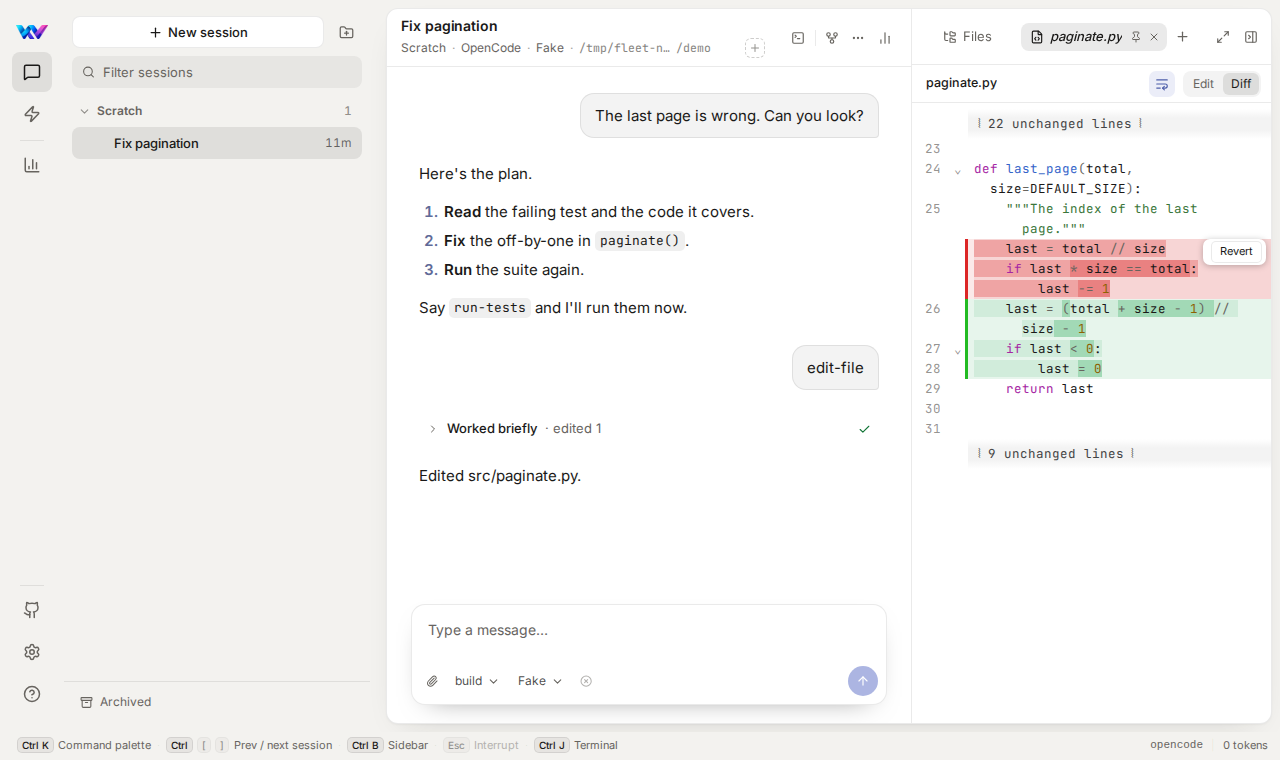 New session
Filter sessions
Scratch 1
Fix pagination 11m
Archived
Fix pagination
Scratch · OpenCode · Fake · /tmp/fleet-n… /demo
The last page is wrong. Can you look?
Here's the plan.
1. Read the failing test and the code it covers.
2. Fix the off-by-one in paginate().
3. Run the suite again.
Say run-tests and I'll run them now.
edit-file
Worked briefly · edited 1
Edited src/paginate.py.
Type a message...
build Fake
Files paginate.py
paginate.py Edit Diff
22 unchanged lines
23
24 def last_page(total,
size=DEFAULT_SIZE):
25 """The index of the last
page."""
last = total // size
Revert
if last * size == total:
last -= 1
26 last = (total + size - 1) //
size - 1
27 if last < 0:
28 last = 0
29 return last
30
31
9 unchanged lines
Ctrl K Command palette Ctrl [ ] Prev / next session Ctrl B Sidebar Esc Interrupt Ctrl J Terminal opencode 0 tokens